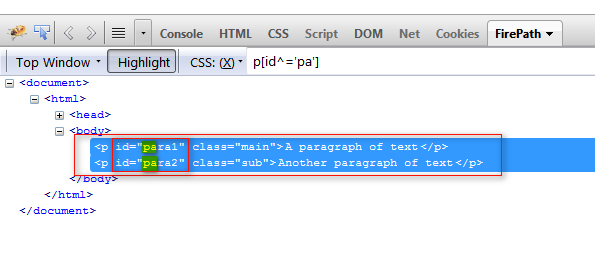 Console HTML CSS Script DOM Net Cookies FirePath
Top Window Highlight CSS: (X) p[id^='pa']
<document>
<html>
<head>
<body>
<p id="para1" class="main">A paragraph of text</p>
<p id="para2" class="sub">Another paragraph of text</p>
</body>
</html>
</document>